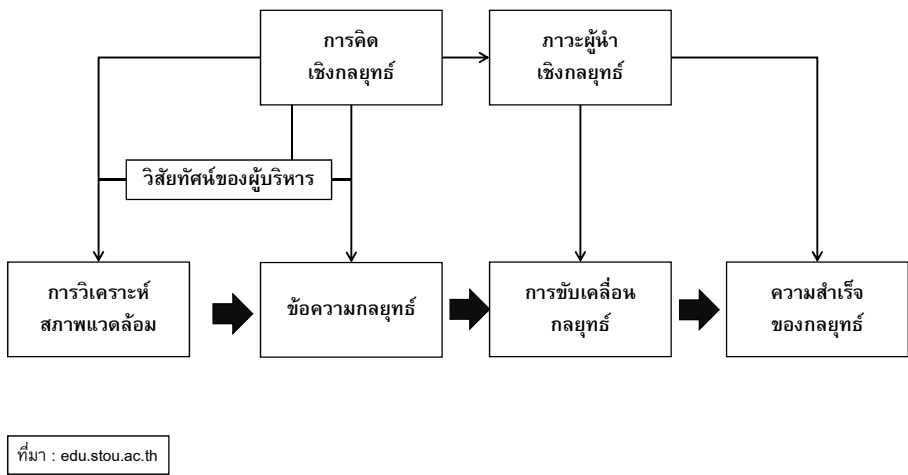 การคิด
เชิงกลยุทธ์
ภาวะผู้นำ
เชิงกลยุทธ์
วิสัยทัศน์ของผู้บริหาร
การวิเคราะห์
สภาพแวดล้อม
ข้อความกลยุทธ์
การขับเคลื่อน
กลยุทธ์
ความสำเร็จ
ของกลยุทธ์
ที่มา : edu.stou.ac.th